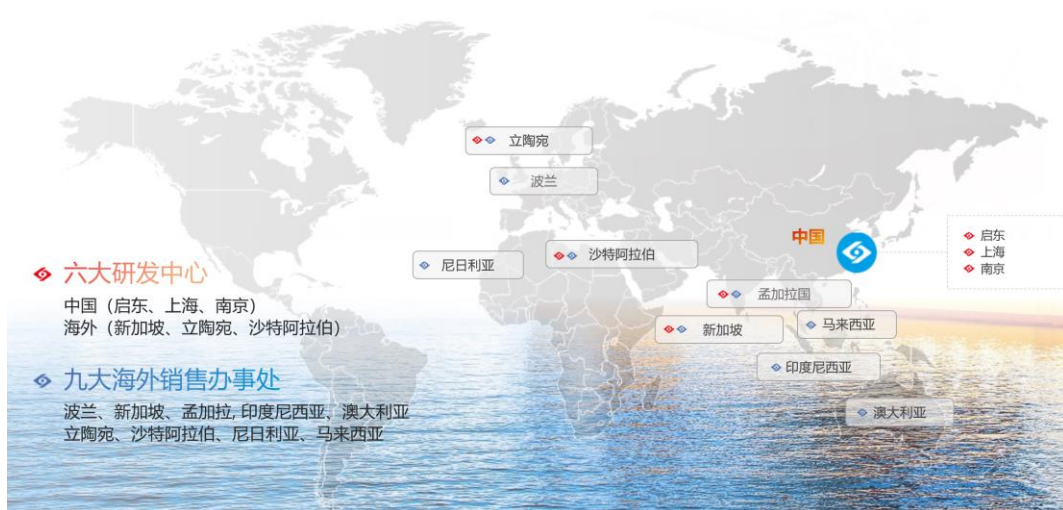 立陶宛
波兰
中国
启东
上海
南京
沙特阿拉伯
尼日利亚
六大研发中心
中国（启东、上海、南京）
海外（新加坡、立陶宛、沙特阿拉伯）
孟加拉国
新加坡
马来西亚
印度尼西亚
九大海外销售办事处
波兰、新加坡、孟加拉, 印度尼西亚、澳大利亚
立陶宛、沙特阿拉伯、尼日利亚、马来西亚
澳大利亚